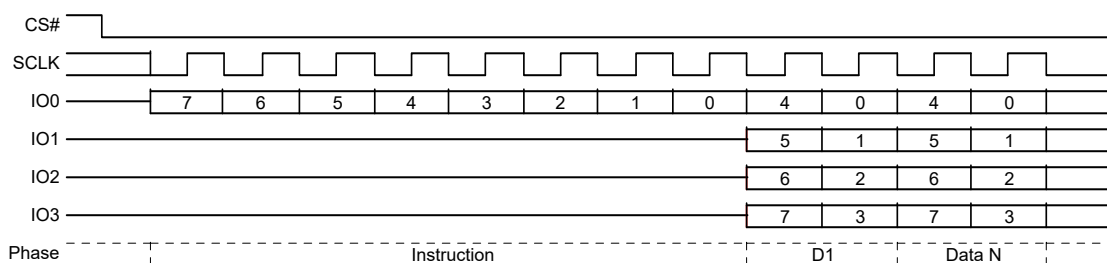 CS#
SCLK
IO0 7 6 5 4 3 2 1 0 4 0 4 0
IO1 5 1 5 1
IO2 6 2 6 2
IO3 7 3 7 3
Phase Instruction D1 Data N